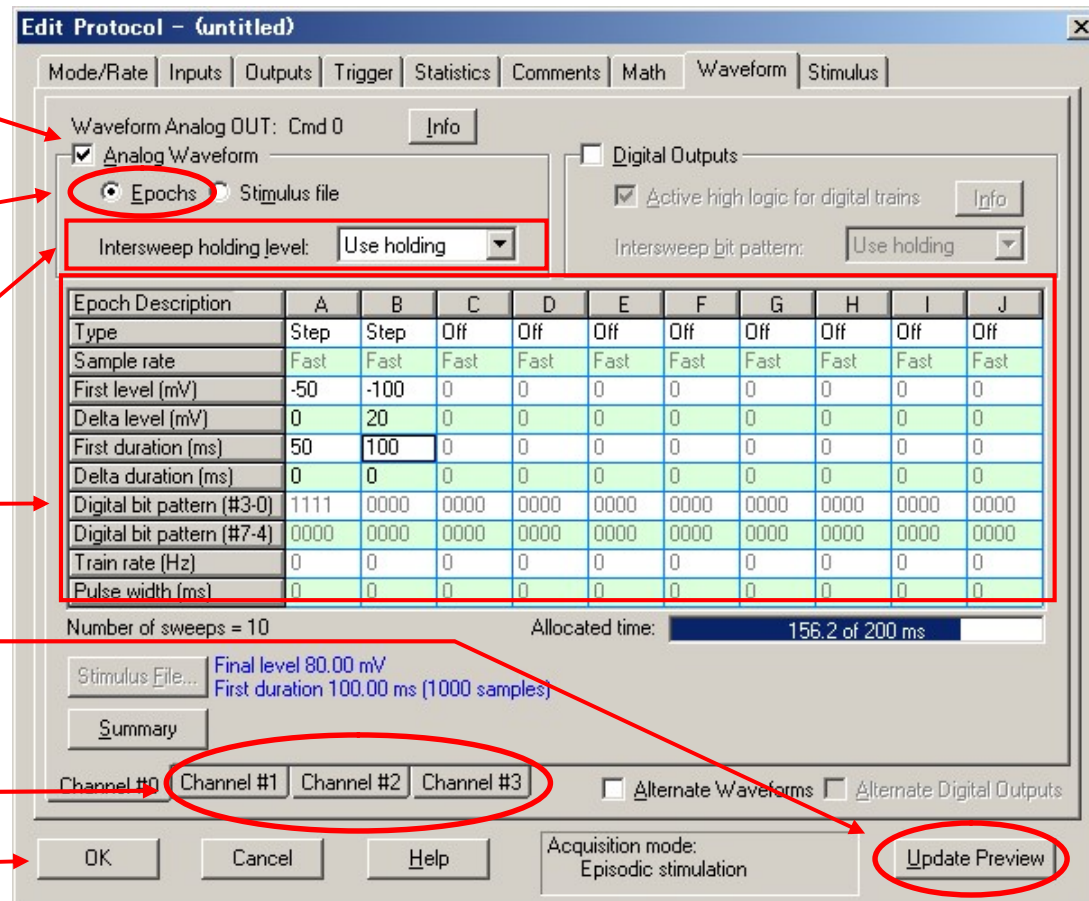 Edit Protocol - (untitled)
Mode/Rate Inputs Outputs Trigger Statistics Comments Math Waveform Stimulus
Waveform Analog OUT: Cmd 0 Info
Analog Waveform
Epochs Stimulus file
Intersweep holding level: Use holding
Digital Outputs
Active high logic for digital trains Info
Intersweep bit pattern: Use holding
Epoch Description A B C D E F G H I J
Type Step Step Off Off Off Off Off Off Off Off
Sample rate Fast Fast Fast Fast Fast Fast Fast Fast Fast Fast
First level (mV) -50 -100 0 0 0 0 0 0 0 0
Delta level (mV) 0 20 0 0 0 0 0 0 0 0
First duration (ms) 50 100 0 0 0 0 0 0 0 0
Delta duration (ms) 0 0 0 0 0 0 0 0 0 0
Digital bit pattern (#3-0) 1111 0000 0000 0000 0000 0000 0000 0000 0000 0000
Digital bit pattern (#7-4) 0000 0000 0000 0000 0000 0000 0000 0000 0000 0000
Train rate (Hz) 0 0 0 0 0 0 0 0 0 0
Pulse width (ms) 0 0 0 0 0 0 0 0 0 0
Number of sweeps = 10 Allocated time: 156.2 of 200 ms
Stimulus File... Final level 80.00 mV
First duration 100.00 ms (1000 samples)
Summary
Channel #0 Channel #1 Channel #2 Channel #3 Alternate Waveforms Alternate Digital Outputs
OK Cancel Help Acquisition mode:
Episodic stimulation Update Preview